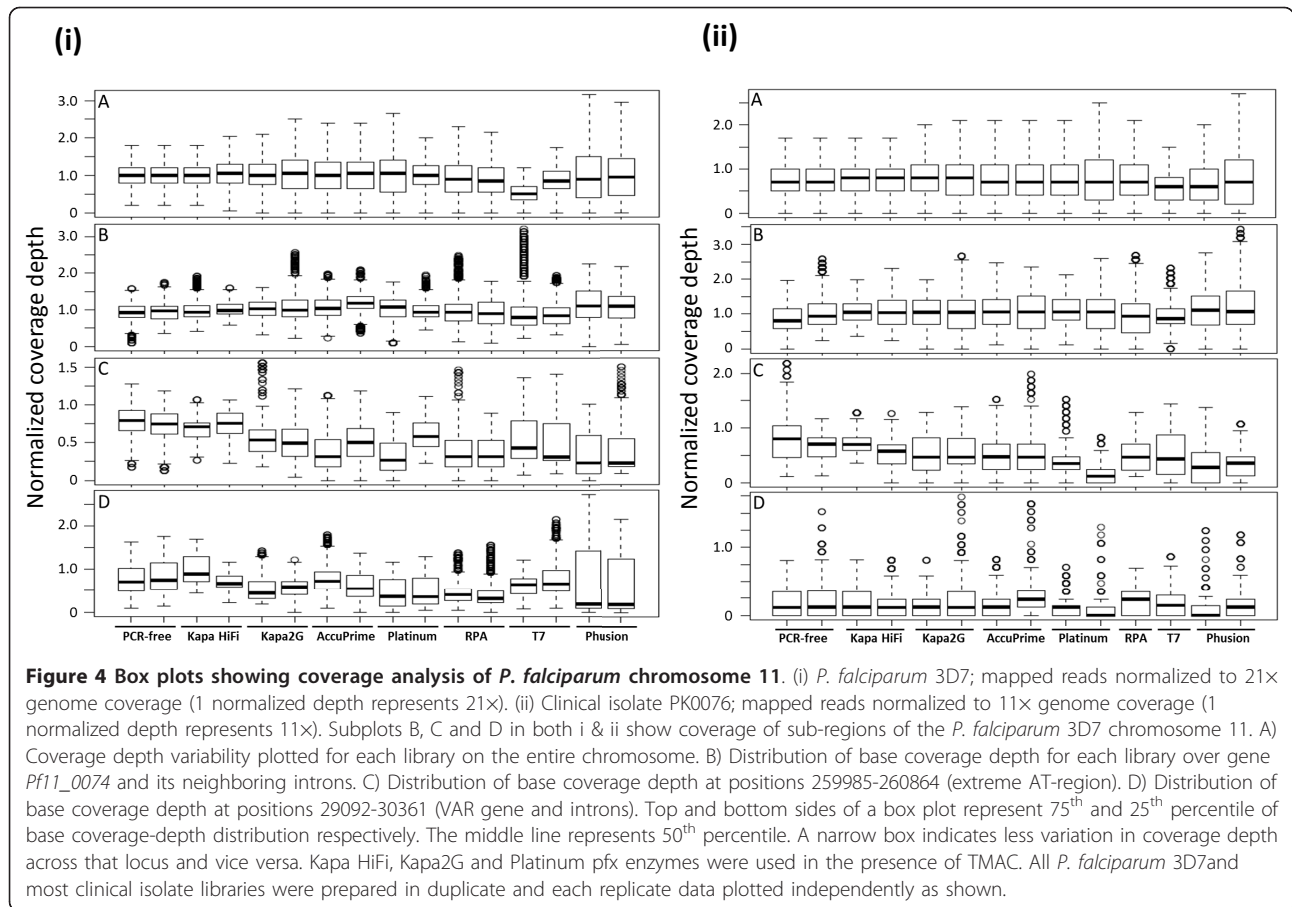 (i)
(ii)
Normalized coverage depth
A
3.0
2.0
1.0
0
B
3.0
2.0
1.0
0
C
1.5
1.0
0.5
0
D
2.0
1.0
0
PCR-free Kapa HiFi Kapa2G AccuPrime Platinum RPA T7 Phusion
Normalized coverage depth
A
2.0
1.0
0
B
3.0
2.0
1.0
0
C
2.0
1.0
0
D
2.0
1.0
0
PCR-free Kapa HiFi Kapa2G AccuPrime Platinum RPA T7 Phusion
Figure 4 Box plots showing coverage analysis of P. falciparum chromosome 11. (i) P. falciparum 3D7; mapped reads normalized to 21×
genome coverage (1 normalized depth represents 21×). (ii) Clinical isolate PK0076; mapped reads normalized to 11× genome coverage (1
normalized depth represents 11×). Subplots B, C and D in both i & ii show coverage of sub-regions of the P. falciparum 3D7 chromosome 11. A)
Coverage depth variability plotted for each library on the entire chromosome. B) Distribution of base coverage depth for each library over gene
Pf11_0074 and its neighboring introns. C) Distribution of base coverage depth at positions 259985-260864 (extreme AT-region). D) Distribution of
base coverage depth at positions 29092-30361 (VAR gene and introns). Top and bottom sides of a box plot represent 75th and 25th percentile of
base coverage-depth distribution respectively. The middle line represents 50th percentile. A narrow box indicates less variation in coverage depth
across that locus and vice versa. Kapa HiFi, Kapa2G and Platinum pfx enzymes were used in the presence of TMAC. All P. falciparum 3D7and
most clinical isolate libraries were prepared in duplicate and each replicate data plotted independently as shown.